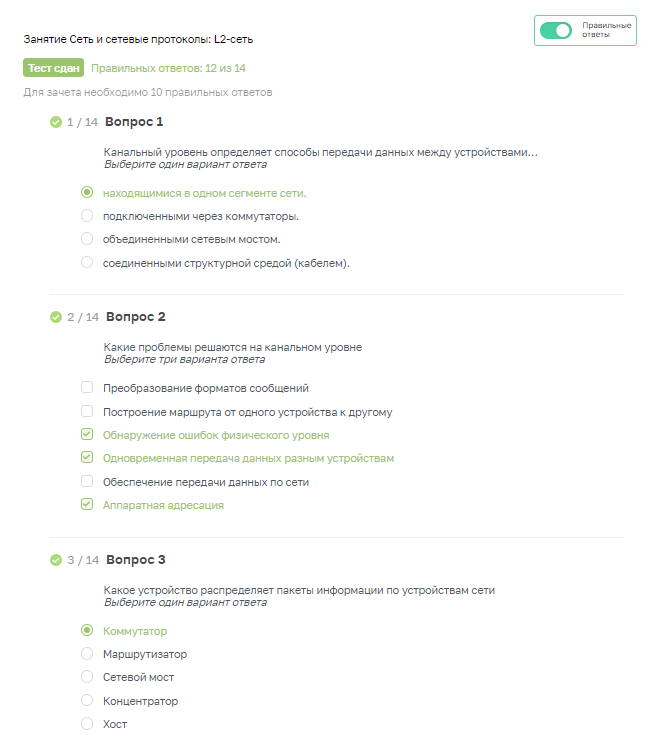 Правильные
ответы
Занятие Сеть и сетевые протоколы: L2-сеть
Тест сдан Правильных ответов: 12 из 14
Для зачета необходимо 10 правильных ответов
1 / 14 Вопрос 1
Канальный уровень определяет способы передачи данных между устройствами...
Выберите один вариант ответа
находящимися в одном сегменте сети.
подключенными через коммутаторы.
объединенными сетевым мостом.
соединенными структурной средой (кабелем).
2 / 14 Вопрос 2
Какие проблемы решаются на канальном уровне
Выберите три варианта ответа
Преобразование форматов сообщений
Построение маршрута от одного устройства к другому
Обнаружение ошибок физического уровня
Одновременная передача данных разным устройствам
Обеспечение передачи данных по сети
Аппаратная адресация
3 / 14 Вопрос 3
Какое устройство распределяет пакеты информации по устройствам сети
Выберите один вариант ответа
Коммутатор
Маршрутизатор
Сетевой мост
Концентратор
Хост